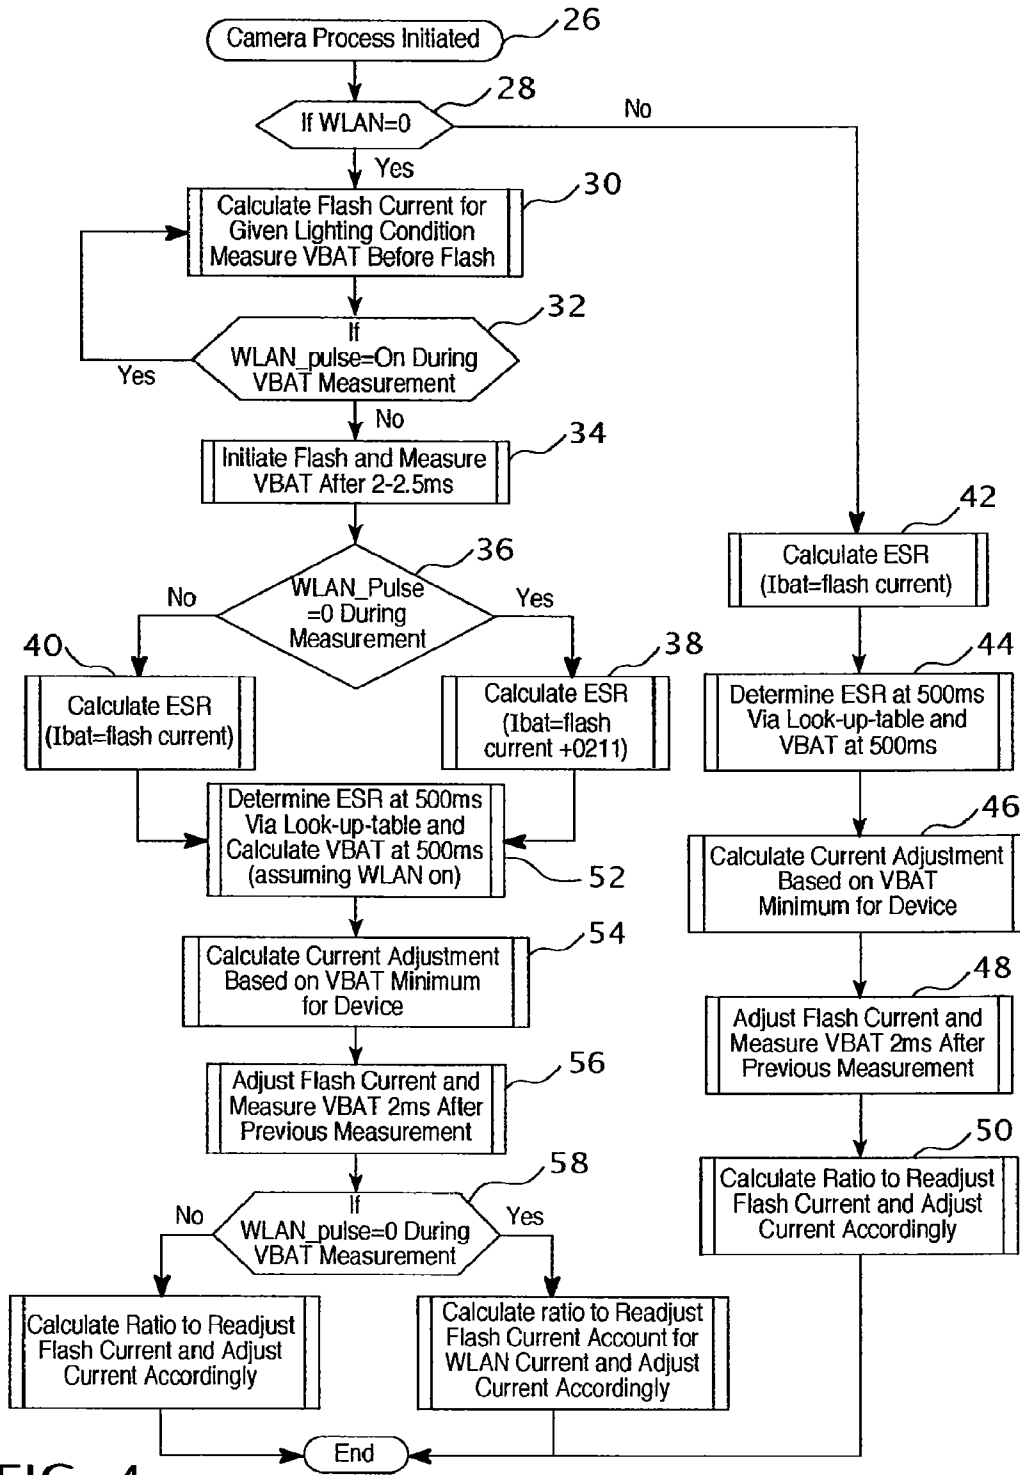 Camera Process Initiated
26
If WLAN=0
28
No
Yes
Calculate Flash Current for
Given Lighting Condition
Measure VBAT Before Flash
30
If
WLAN_pulse=On During
VBAT Measurement
32
Yes
No
Initiate Flash and Measure
VBAT After 2-2.5ms
34
WLAN_Pulse
=0 During
Measurement
36
No
Yes
40
Calculate ESR
(Ibat=flash current)
38
Calculate ESR
(Ibat=flash
current +0211)
42
Calculate ESR
(Ibat=flash current)
44
Determine ESR at 500ms
Via Look-up-table and
VBAT at 500ms
46
Calculate Current Adjustment
Based on VBAT
Minimum for Device
48
Adjust Flash Current and
Measure VBAT 2ms After
Previous Measurement
50
Calculate Ratio to Readjust
Flash Current and Adjust
Current Accordingly
Determine ESR at 500ms
Via Look-up-table and
Calculate VBAT at 500ms
(assuming WLAN on)
52
Calculate Current Adjustment
Based on VBAT Minimum
for Device
54
Adjust Flash Current and
Measure VBAT 2ms After
Previous Measurement
56
If
WLAN_pulse=0 During
VBAT Measurement
58
No
Yes
Calculate Ratio to Readjust
Flash Current and Adjust
Current Accordingly
Calculate ratio to Readjust
Flash Current Account for
WLAN Current and Adjust
Current Accordingly
End